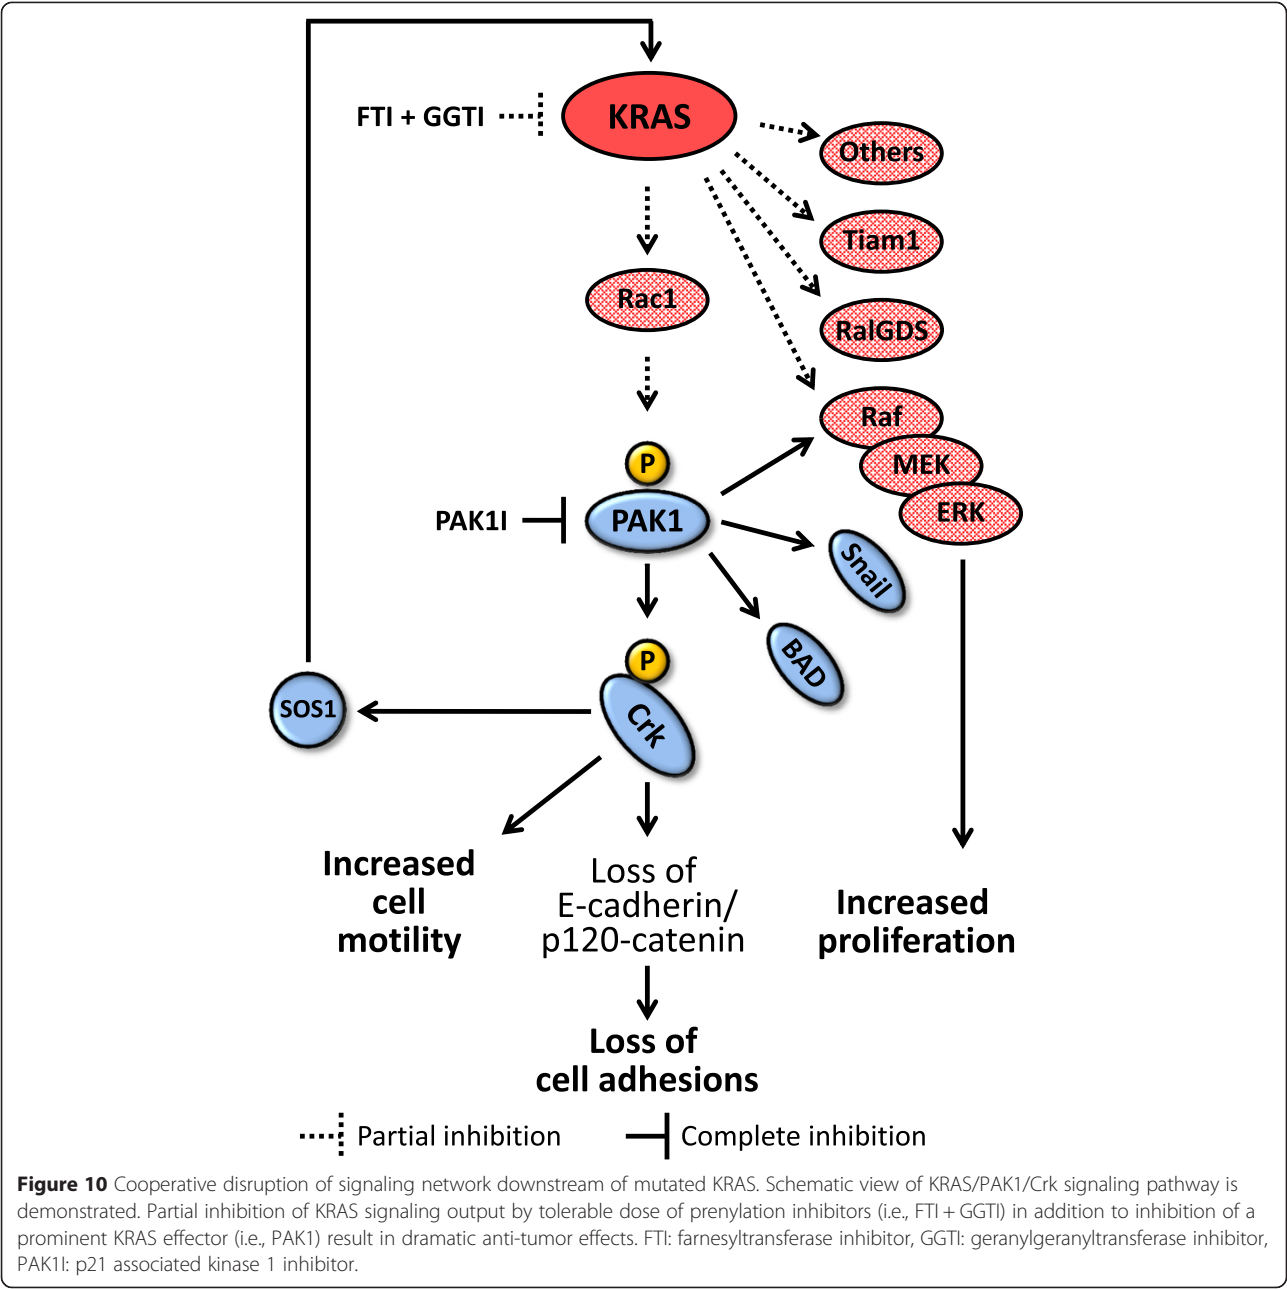 KRAS
FTI + GGTI
Others
Tiam1
Rac1
RalGDS
Raf
P
MEK
PAK1I
PAK1
ERK
Snail
P
BAD
SOS1
Crk
Increased
cell
motility
Loss of
E-cadherin/
p120-catenin
Increased
proliferation
Loss of
cell adhesions
Partial inhibition
Complete inhibition
Figure 10 Cooperative disruption of signaling network downstream of mutated KRAS. Schematic view of KRAS/PAK1/Crk signaling pathway is
demonstrated. Partial inhibition of KRAS signaling output by tolerable dose of prenylation inhibitors (i.e., FTI + GGTI) in addition to inhibition of a
prominent KRAS effector (i.e., PAK1) result in dramatic anti-tumor effects. FTI: farnesyltransferase inhibitor, GGTI: geranylgeranyltransferase inhibitor,
PAK1I: p21 associated kinase 1 inhibitor.